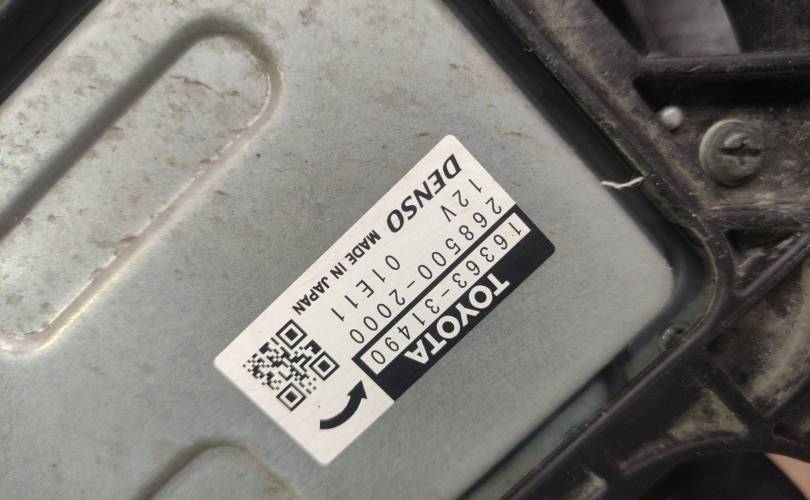 TOYOTA
16363-31490
268500-2000
12V 01E11
DENSO MADE IN JAPAN